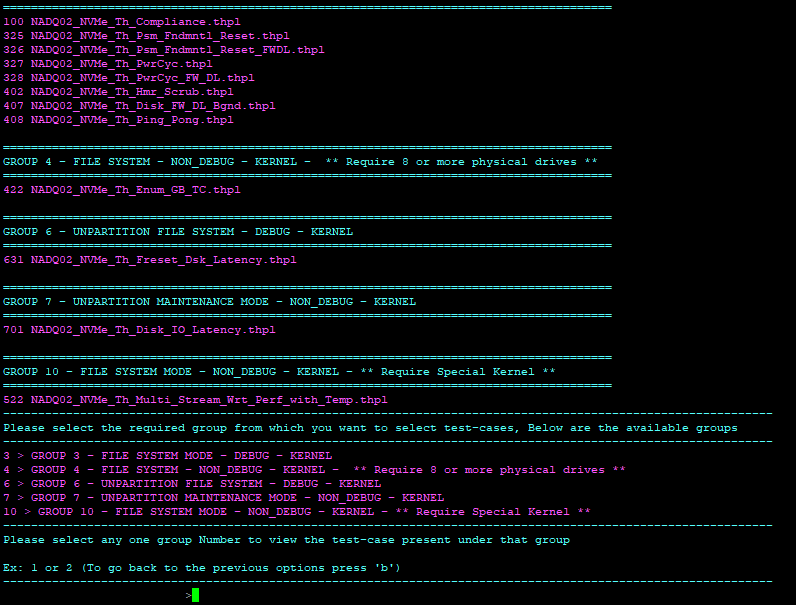 ================================================================================
100 NADQ02_NVMe_Th_Compliance.thpl
325 NADQ02_NVMe_Th_Psm_Fndmntl_Reset.thpl
326 NADQ02_NVMe_Th_Psm_Fndmntl_Reset_FWDL.thpl
327 NADQ02_NVMe_Th_PwrCyc.thpl
328 NADQ02_NVMe_Th_PwrCyc_FW_DL.thpl
402 NADQ02_NVMe_Th_Hmr_Scrub.thpl
407 NADQ02_NVMe_Th_Disk_FW_DL_Bgnd.thpl
408 NADQ02_NVMe_Th_Ping_Pong.thpl
================================================================================
GROUP 4 - FILE SYSTEM - NON_DEBUG - KERNEL -  ** Require 8 or more physical drives **
================================================================================
422 NADQ02_NVMe_Th_Enum_GB_TC.thpl
================================================================================
GROUP 6 - UNPARTITION FILE SYSTEM - DEBUG - KERNEL
================================================================================
631 NADQ02_NVMe_Th_Freset_Dsk_Latency.thpl
================================================================================
GROUP 7 - UNPARTITION MAINTENANCE MODE - NON_DEBUG - KERNEL
================================================================================
701 NADQ02_NVMe_Th_Disk_IO_Latency.thpl
================================================================================
GROUP 10 - FILE SYSTEM MODE - NON_DEBUG - KERNEL - ** Require Special Kernel **
================================================================================
522 NADQ02_NVMe_Th_Multi_Stream_Wrt_Perf_with_Temp.thpl
--------------------------------------------------------------------------------
Please select the required group from which you want to select test-cases, Below are the available groups
--------------------------------------------------------------------------------
3 > GROUP 3 - FILE SYSTEM MODE - DEBUG - KERNEL
4 > GROUP 4 - FILE SYSTEM - NON_DEBUG - KERNEL -  ** Require 8 or more physical drives **
6 > GROUP 6 - UNPARTITION FILE SYSTEM - DEBUG - KERNEL
7 > GROUP 7 - UNPARTITION MAINTENANCE MODE - NON_DEBUG - KERNEL
10 > GROUP 10 - FILE SYSTEM MODE - NON_DEBUG - KERNEL - ** Require Special Kernel **
--------------------------------------------------------------------------------
Please select any one group Number to view the test-case present under that group
Ex: 1 or 2 (To go back to the previous options press 'b')
--------------------------------------------------------------------------------
>